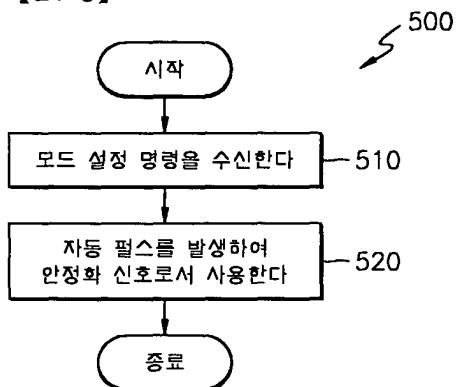 500
시작
모드 설정 명령을 수신한다
510
자동 펄스를 발생하여
안정화 신호로서 사용한다
520
종료